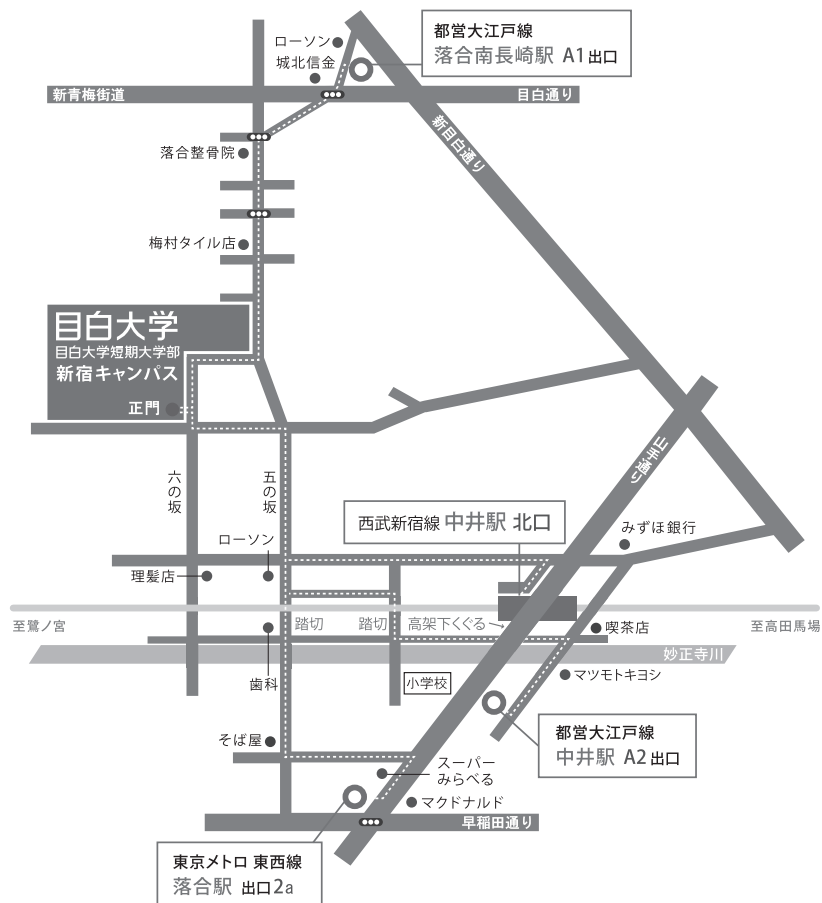 都営大江戸線
落合南長崎駅 A1出口
ローソン
城北信金
新青梅街道
目白通り
新目白通り
落合整骨院
梅村タイル店
目白大学
目白大学短期大学部
新宿キャンパス
正門
六の坂
五の坂
山手通り
西武新宿線 中井駅 北口
みずほ銀行
ローソン
理髪店
至鷺ノ宮
踏切
踏切
高架下くぐる
喫茶店
至高田馬場
妙正寺川
歯科
小学校
マツモトキヨシ
都営大江戸線
中井駅 A2出口
そば屋
スーパー
みらべる
マクドナルド
早稲田通り
東京メトロ 東西線
落合駅 出口2a